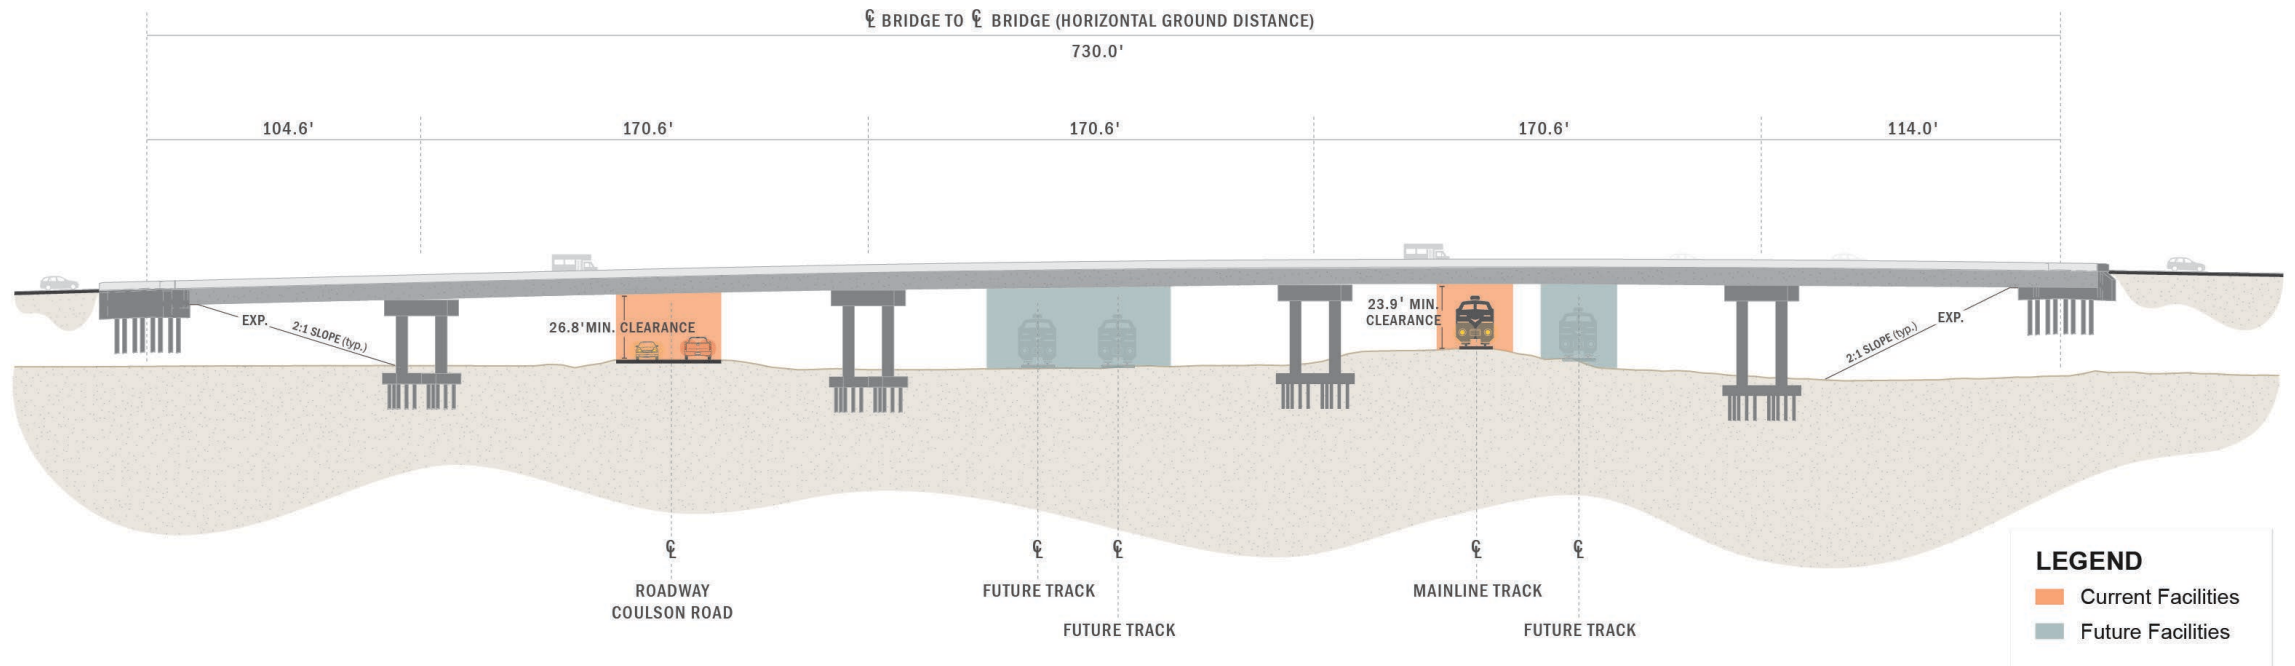 ℄ BRIDGE TO ℄ BRIDGE (HORIZONTAL GROUND DISTANCE)
730.0'
104.6'
170.6'
170.6'
170.6'
114.0'
EXP.
2:1 SLOPE (typ.)
26.8'MIN. CLEARANCE
23.9' MIN.
CLEARANCE
2:1 SLOPE (typ.)
EXP.
℄
℄
℄
℄
℄
ROADWAY
COULSON ROAD
FUTURE TRACK
FUTURE TRACK
MAINLINE TRACK
FUTURE TRACK
LEGEND
Current Facilities
Future Facilities